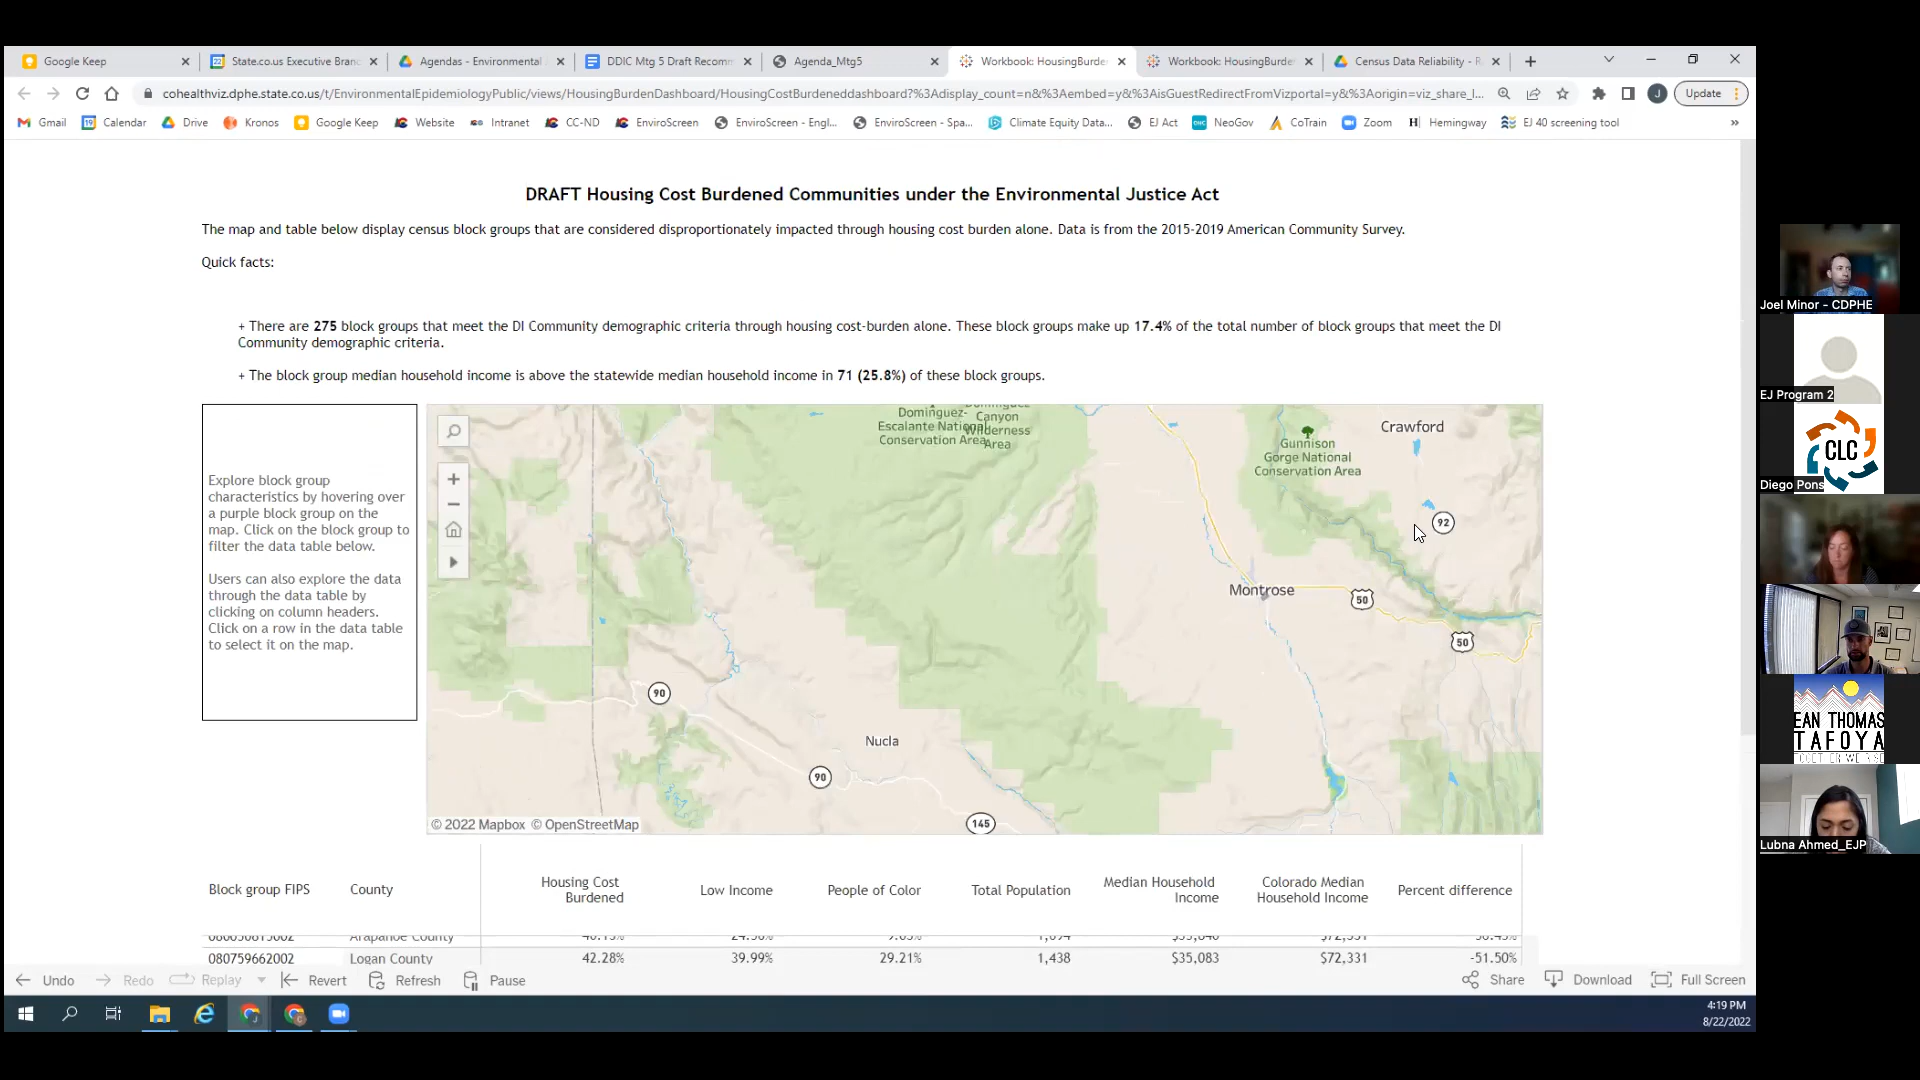 Google Keep
State.co.us Executive Bran
Agendas - Environmental
DDIC Mtg 5 Draft Recomm
Agenda_Mtg5
Workbook: HousingBurde
Workbook: HousingBurde
Census Data Reliability - R
cohealthviz.dphe.state.co.us/t/EnvironmentalEpidemiologyPublic/views/HousingBurdenDashboard/HousingCostBurdeneddashboard?%3Adisplay_count=n&%3Aembed=y&%3AisGuestRedirectFromVizportal=y&%3Aorigin=viz_share_l...
J
Update
Gmail
Calendar
Drive
Kronos
Google Keep
Website
Intranet
CC-ND
EnviroScreen
EnviroScreen - Engl...
EnviroScreen - Spa...
Climate Equity Data...
EJ Act
NeoGov
CoTrain
Zoom
Hemingway
EJ 40 screening tool
DRAFT Housing Cost Burdened Communities under the Environmental Justice Act
The map and table below display census block groups that are considered disproportionately impacted through housing cost burden alone. Data is from the 2015-2019 American Community Survey.
Quick facts:
+ There are 275 block groups that meet the DI Community demographic criteria through housing cost-burden alone. These block groups make up 17.4% of the total number of block groups that meet the DI
Community demographic criteria.
+ The block group median household income is above the statewide median household income in 71 (25.8%) of these block groups.
Explore block group
characteristics by hovering over
a purple block group on the
map. Click on the block group to
filter the data table below.
Users can also explore the data
through the data table by
clicking on column headers.
Click on a row in the data table
to select it on the map.
Dominguez-
Escalante National
Conservation Area
Canyon
Wilderness
Area
Gunnison
Gorge National
Conservation Area
Crawford
92
Montrose
50
50
90
Nucla
90
145
© 2022 Mapbox © OpenStreetMap
Block group FIPS
County
Housing Cost
Burdened
Low Income
People of Color
Total Population
Median Household
Income
Colorado Median
Household Income
Percent difference
Arapahoe County
080759662002
Logan County
42.28%
39.99%
29.21%
1,438
$35,083
$72,331
-51.50%
Undo
Redo
Replay
Revert
Refresh
Pause
Share
Download
Full Screen
4:19 PM
8/22/2022
Joel Minor - CDPHE
EJ Program 2
CLC
Diego Pons
EAN THOMAS
TAFOYA
Lubna Ahmed_EJP